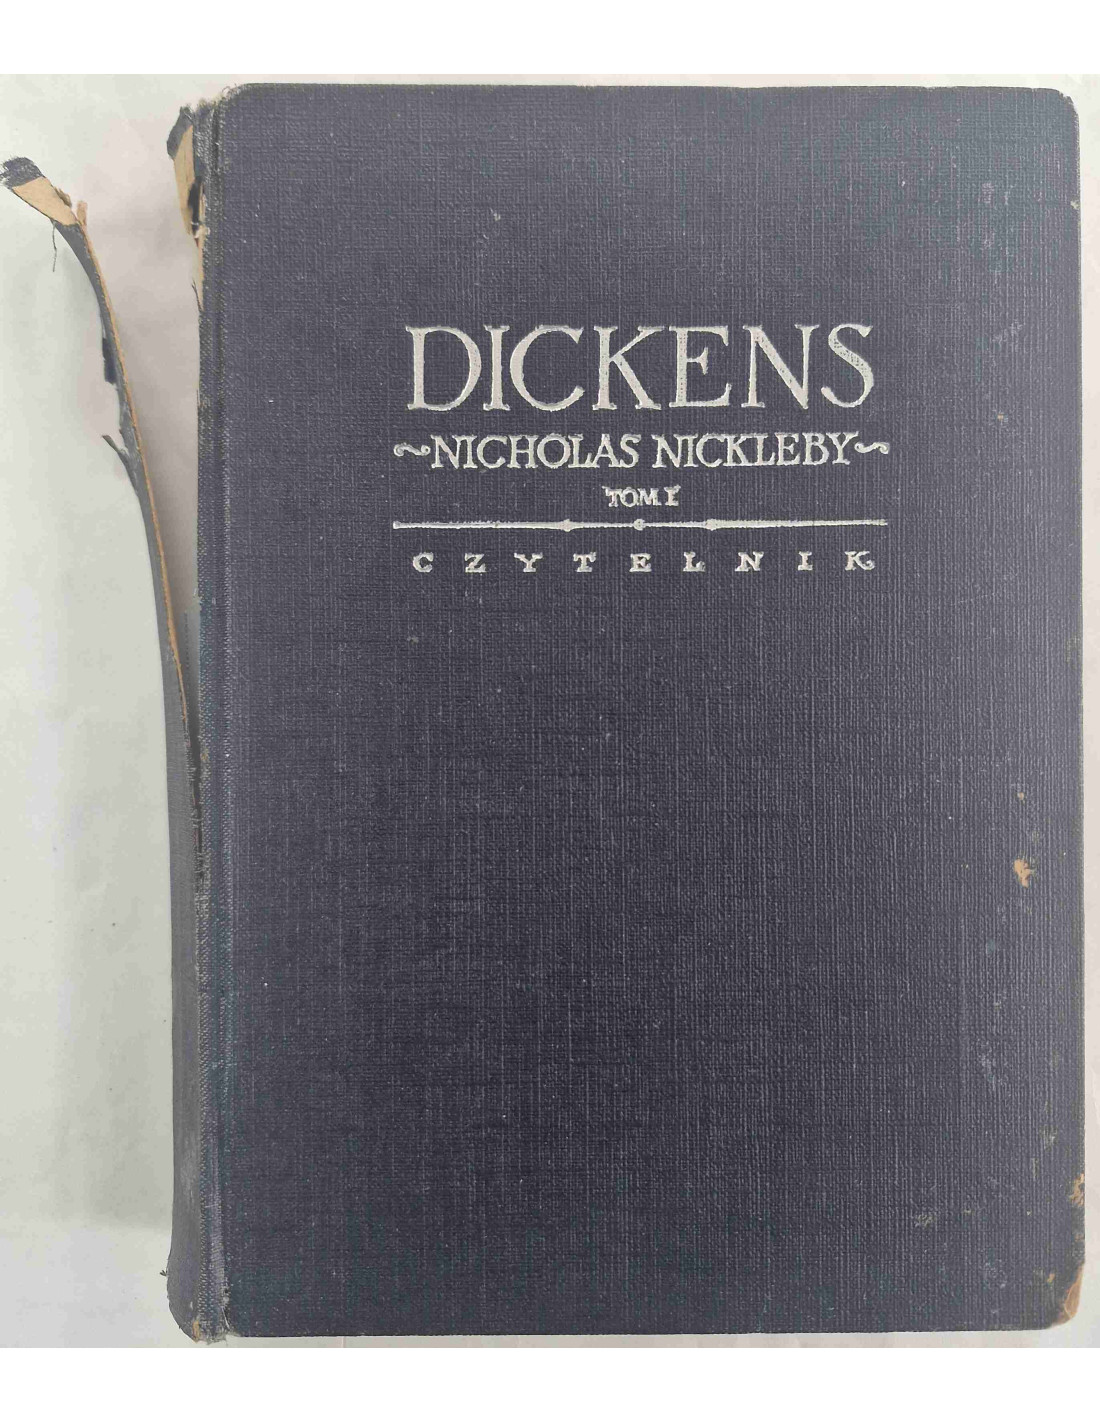 DICKENS
~NICHOLAS NICKLEBY~
TOM I
CZYTELNIK